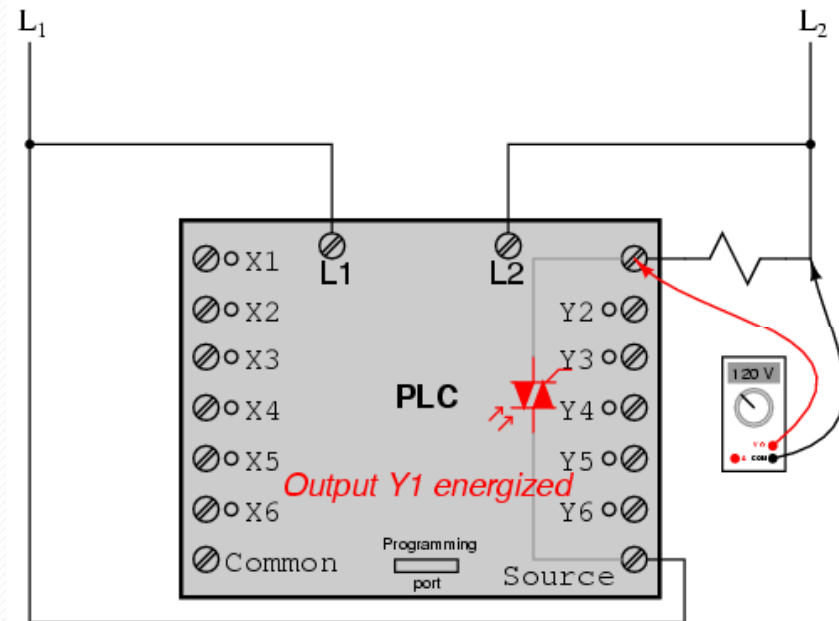 L1
L2
L1
L2
X1
X2
Y2
X3
Y3
PLC
120 V
X4
Y4
X5
Y5
A COM
Output Y1 energized
X6
Y6
Programming
Common
port
Source